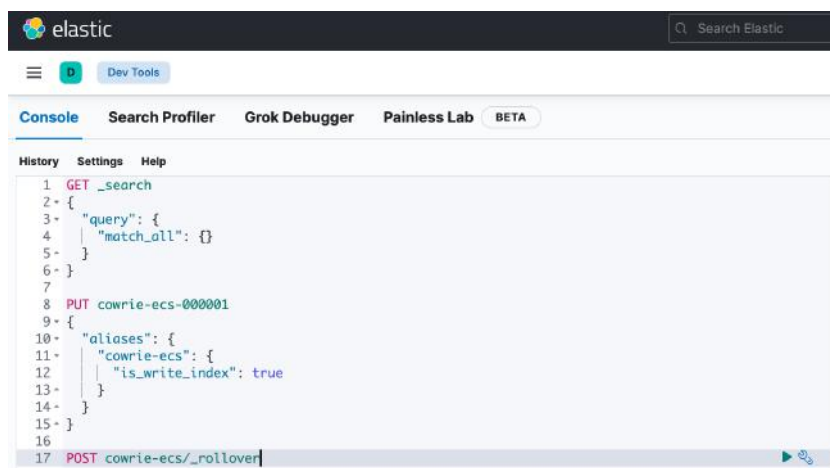 elastic
Search Elastic
D
Dev Tools
Console Search Profiler Grok Debugger Painless Lab BETA
History Settings Help
1 GET _search
2 {
3 "query": {
4 "match_all": {}
5 }
6 }
7
8 PUT cowrie-ecs-000001
9 {
10 "aliases": {
11 "cowrie-ecs": {
12 "is_write_index": true
13 }
14 }
15 }
16
17 POST cowrie-ecs/_rollover